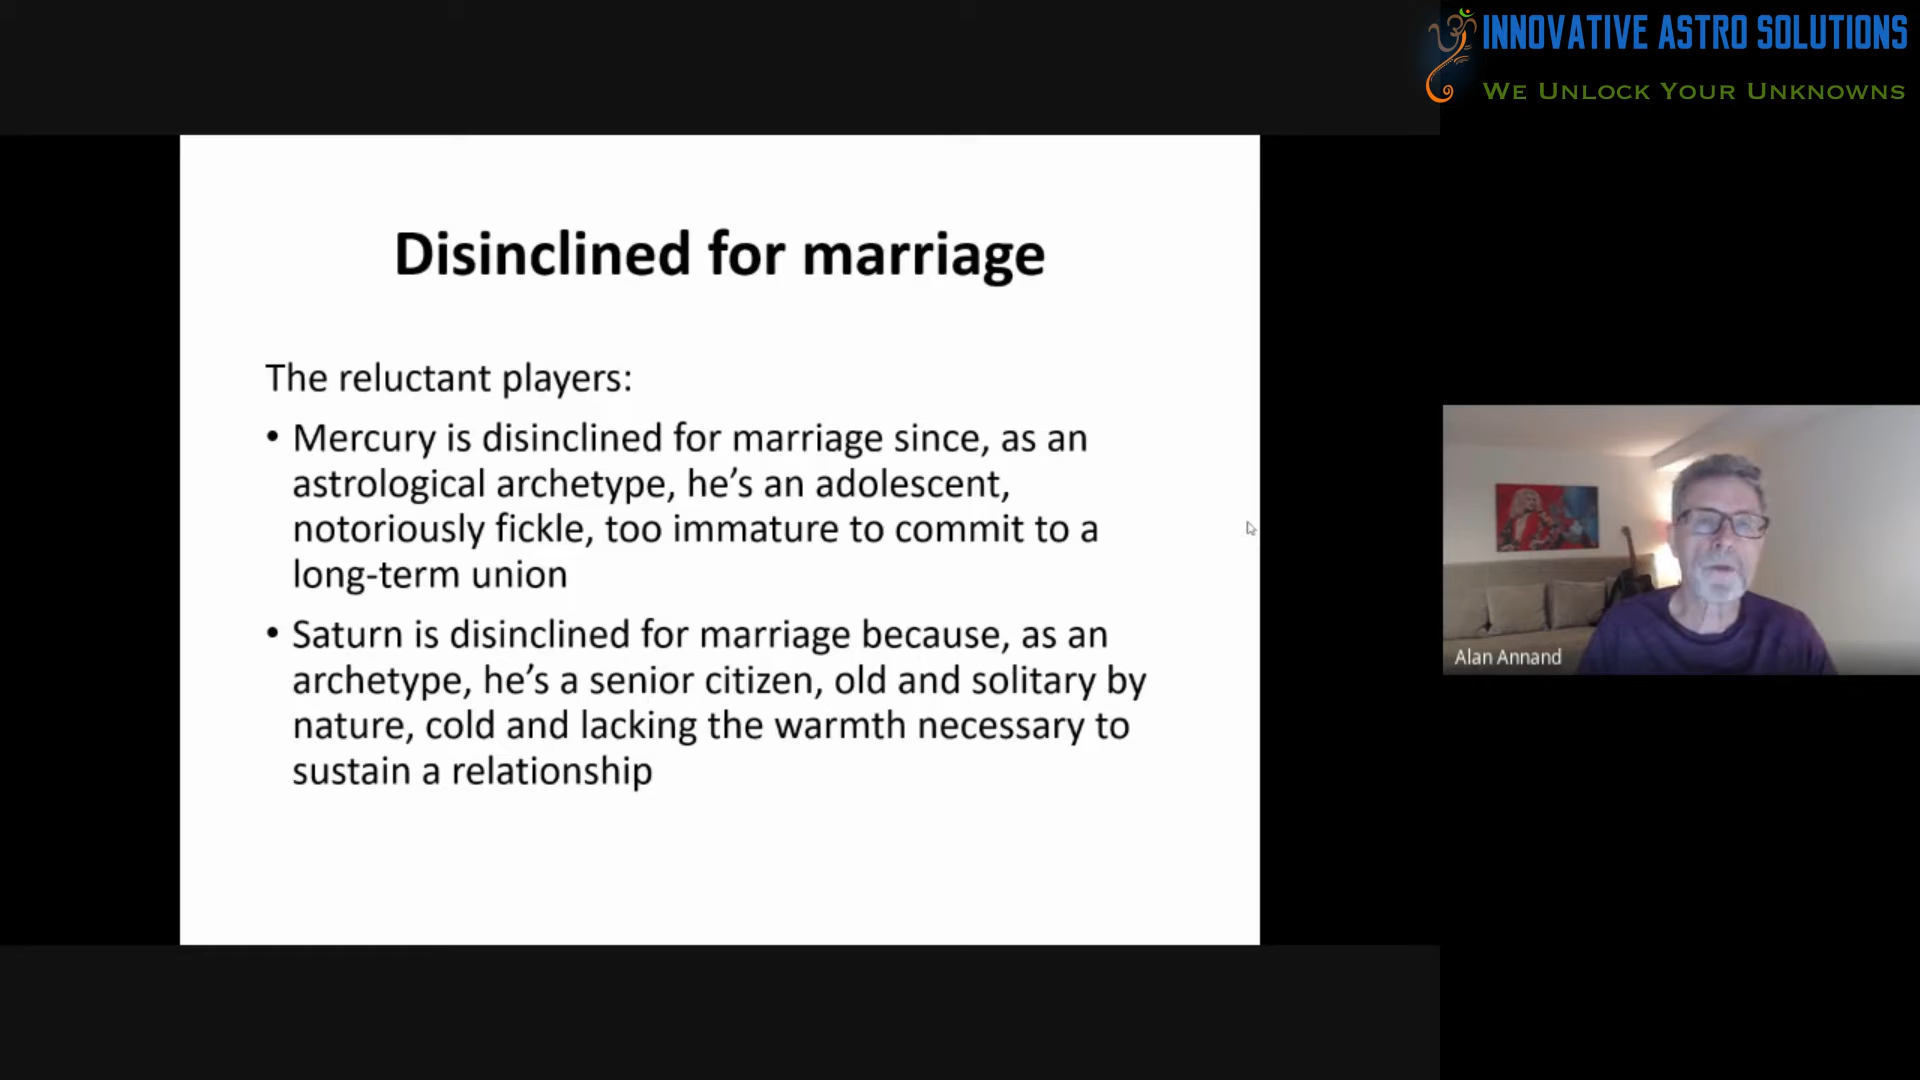 INNOVATIVE ASTRO SOLUTIONS
WE UNLOCK YOUR UNKNOWNS
Disinclined for marriage
The reluctant players:
• Mercury is disinclined for marriage since, as an
astrological archetype, he’s an adolescent,
notoriously fickle, too immature to commit to a
long-term union
• Saturn is disinclined for marriage because, as an
archetype, he’s a senior citizen, old and solitary by
nature, cold and lacking the warmth necessary to
sustain a relationship
Alan Annand